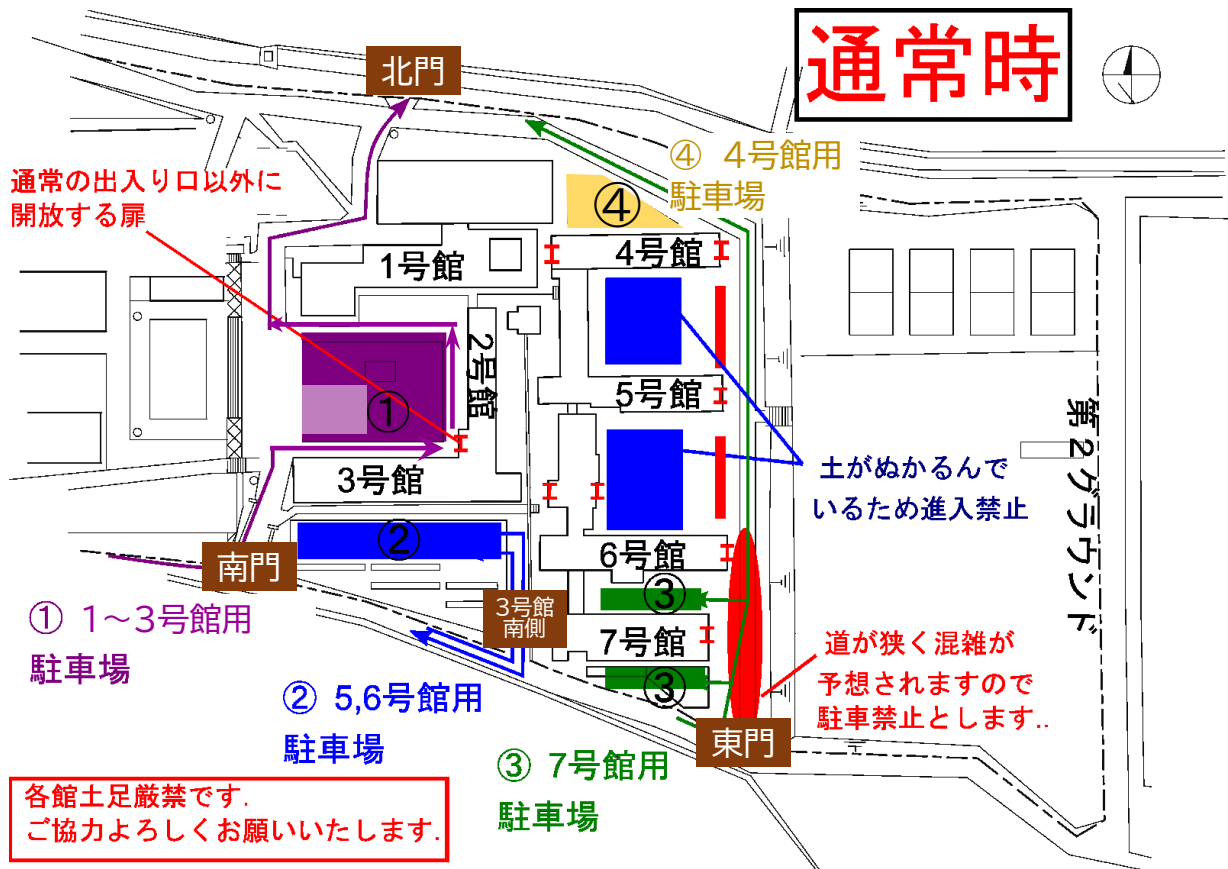 通常時
北門
④ 4号館用
駐車場
通常の出入り口以外に
開放する扉
④
4号館
1号館
2号館
5号館
①
第2グラウンド
3号館
土がぬかるんで
いるため進入禁止
②
6号館
南門
③
3号館
南側
7号館
① 1～3号館用
駐車場
道が狭く混雑が
予想されますので
駐車禁止とします..
③
② 5,6号館用
駐車場
東門
③ 7号館用
駐車場
各館土足厳禁です.
ご協力よろしくお願いいたします.